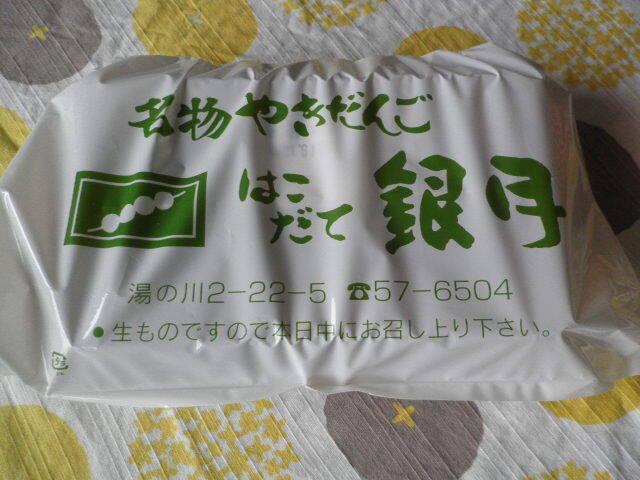 名物やきだんご
はこ
だて 銀月
湯の川2-22-5 ☎57-6504
●生ものですので本日中にお召し上り下さい。